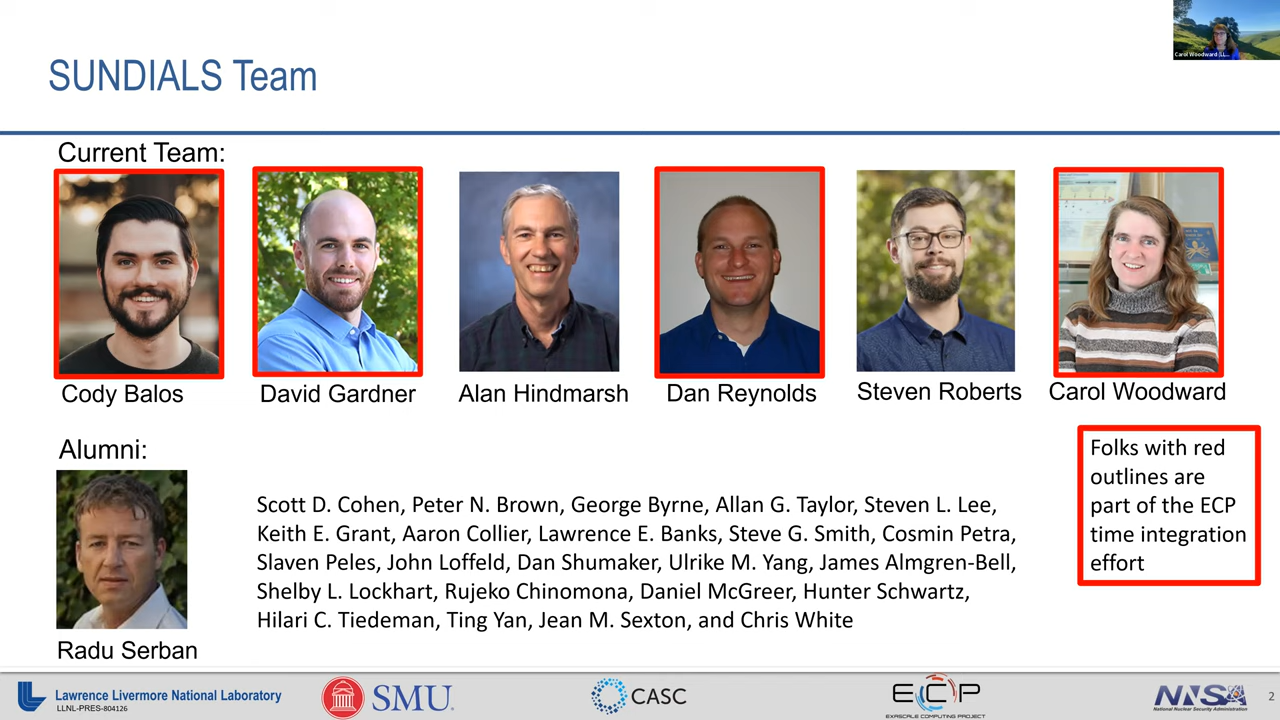 Carol Woodward (LL...
SUNDIALS Team
Current Team:
Cody Balos
David Gardner
Alan Hindmarsh
Dan Reynolds
Steven Roberts
Carol Woodward
Alumni:
Radu Serban
Scott D. Cohen, Peter N. Brown, George Byrne, Allan G. Taylor, Steven L. Lee,
Keith E. Grant, Aaron Collier, Lawrence E. Banks, Steve G. Smith, Cosmin Petra,
Slaven Peles, John Loffeld, Dan Shumaker, Ulrike M. Yang, James Almgren-Bell,
Shelby L. Lockhart, Rujeko Chinomona, Daniel McGreer, Hunter Schwartz,
Hilari C. Tiedeman, Ting Yan, Jean M. Sexton, and Chris White
Folks with red
outlines are
part of the ECP
time integration
effort
Lawrence Livermore National Laboratory
LLNL-PRES-804126
SMU
CASC
ECP
EXASCALE COMPUTING PROJECT
NNSA
National Nuclear Security Administration
2